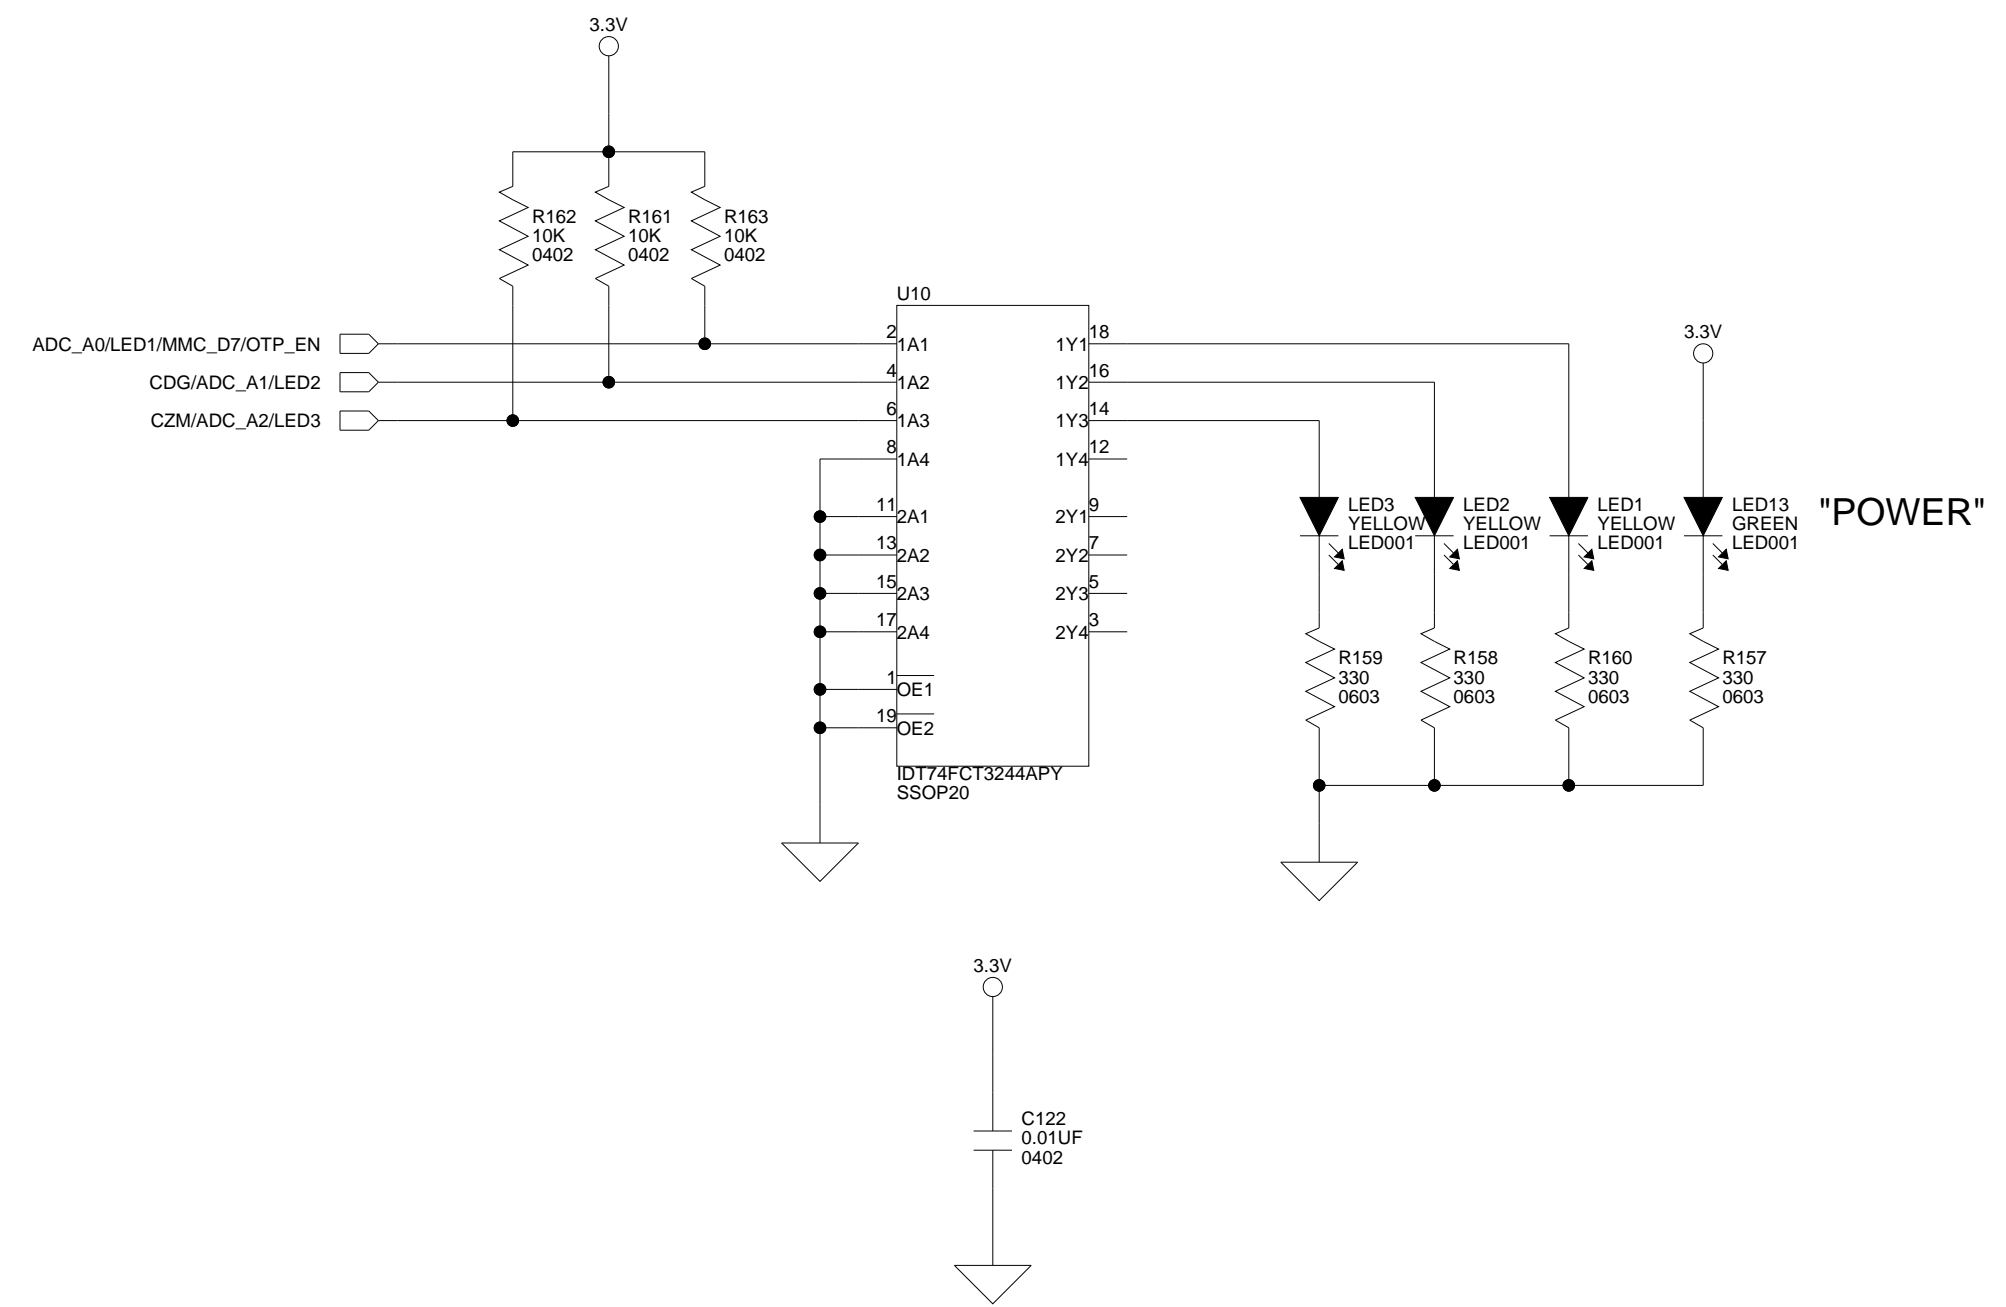 3.3V
R162
10K
0402
R161
10K
0402
R163
10K
0402
U10
ADC_A0/LED1/MMC_D7/OTP_EN
CDG/ADC_A1/LED2
CZM/ADC_A2/LED3
2 1A1
4 1A2
6 1A3
8 1A4
11 2A1
13 2A2
15 2A3
17 2A4
1 OE1
19 OE2
1Y1 18
1Y2 16
1Y3 14
1Y4 12
2Y1 9
2Y2 7
2Y3 5
2Y4 3
IDT74FCT3244APY
SSOP20
3.3V
LED3
YELLOW
LED001
LED2
YELLOW
LED001
LED1
YELLOW
LED001
LED13
GREEN
LED001
"POWER"
R159
330
0603
R158
330
0603
R160
330
0603
R157
330
0603
3.3V
C122
0.01UF
0402